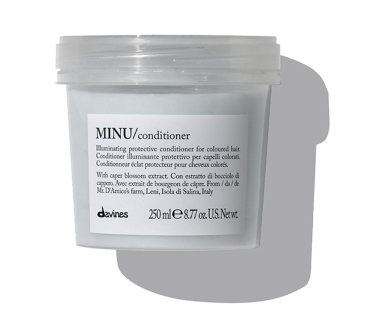 MINU/conditioner
Illuminating protective conditioner for coloured hair
Conditioner illuminante protettivo per capelli colorati.
Conditionneur éclat protecteur pour cheveux colorés.
With caper blossom extract. Con estratto di bocciolo di
cappero. Avec extrait de bourgeon de câpre. From / da / de
Mr. D'Amico's farm, Leni, Isola di Salina, Italy
davines
250 ml ℮ 8.77 oz. U.S. Net wt.